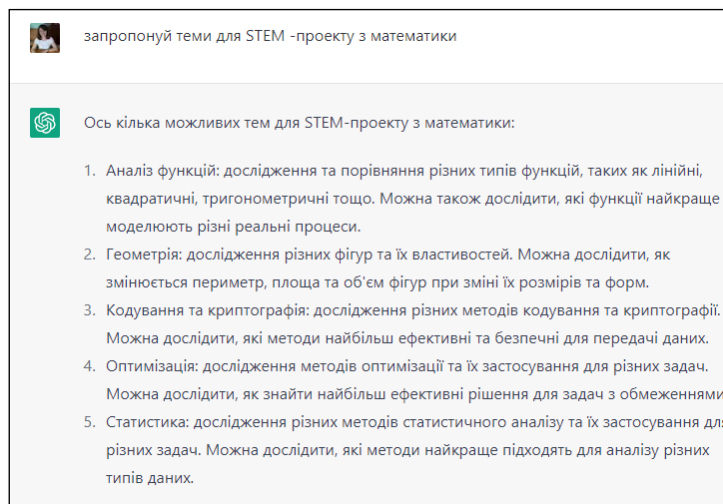 запропонуй теми для STEM -проекту з математики
Ось кілька можливих тем для STEM-проекту з математики:
1. Аналіз функцій: дослідження та порівняння різних типів функцій, таких як лінійні,
квадратичні, тригонометричні тощо. Можна також дослідити, які функції найкраще
моделюють різні реальні процеси.
2. Геометрія: дослідження різних фігур та їх властивостей. Можна дослідити, як
змінюється периметр, площа та об'єм фігур при зміні їх розмірів та форм.
3. Кодування та криптографія: дослідження різних методів кодування та криптографії.
Можна дослідити, які методи найбільш ефективні та безпечні для передачі даних.
4. Оптимізація: дослідження методів оптимізації та їх застосування для різних задач.
Можна дослідити, як знайти найбільш ефективні рішення для задач з обмеженнями
5. Статистика: дослідження різних методів статистичного аналізу та їх застосування для
різних задач. Можна дослідити, які методи найкраще підходять для аналізу різних
типів даних.